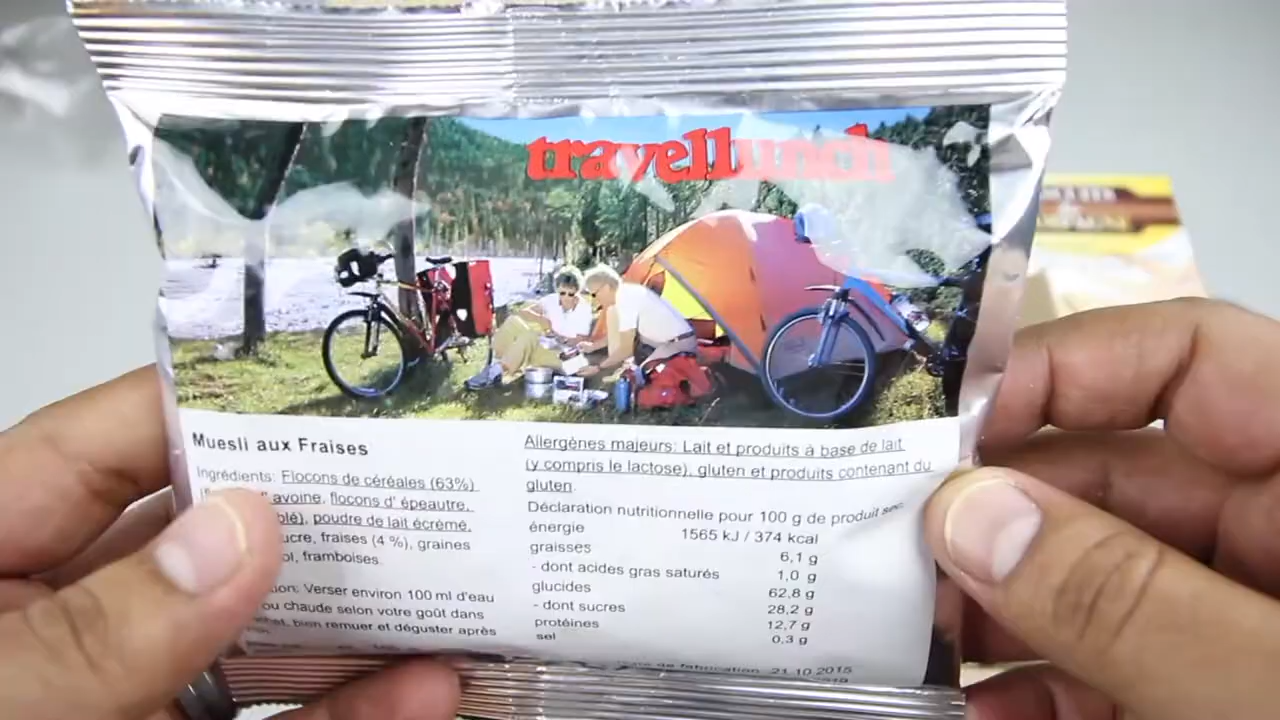 travellunch
Muesli aux Fraises
Ingrédients: Flocons de céréales (63%)
avoine, flocons d' épeautre,
poudre de lait écrémé,
fraises (4 %), graines
framboises.
Verser environ 100 ml d'eau
ou chaude selon votre goût dans
bien remuer et déguster après
Allergènes majeurs: Lait et produits à base de lait
(y compris le lactose), gluten et produits contenant du
gluten.
Déclaration nutritionnelle pour 100 g de produit sec.
énergie 1565 kJ / 374 kcal
graisses 6,1 g
- dont acides gras saturés 1,0 g
glucides 62,8 g
- dont sucres 28,2 g
protéines 12,7 g
sel 0,3 g
de fabrication 21.10.2015